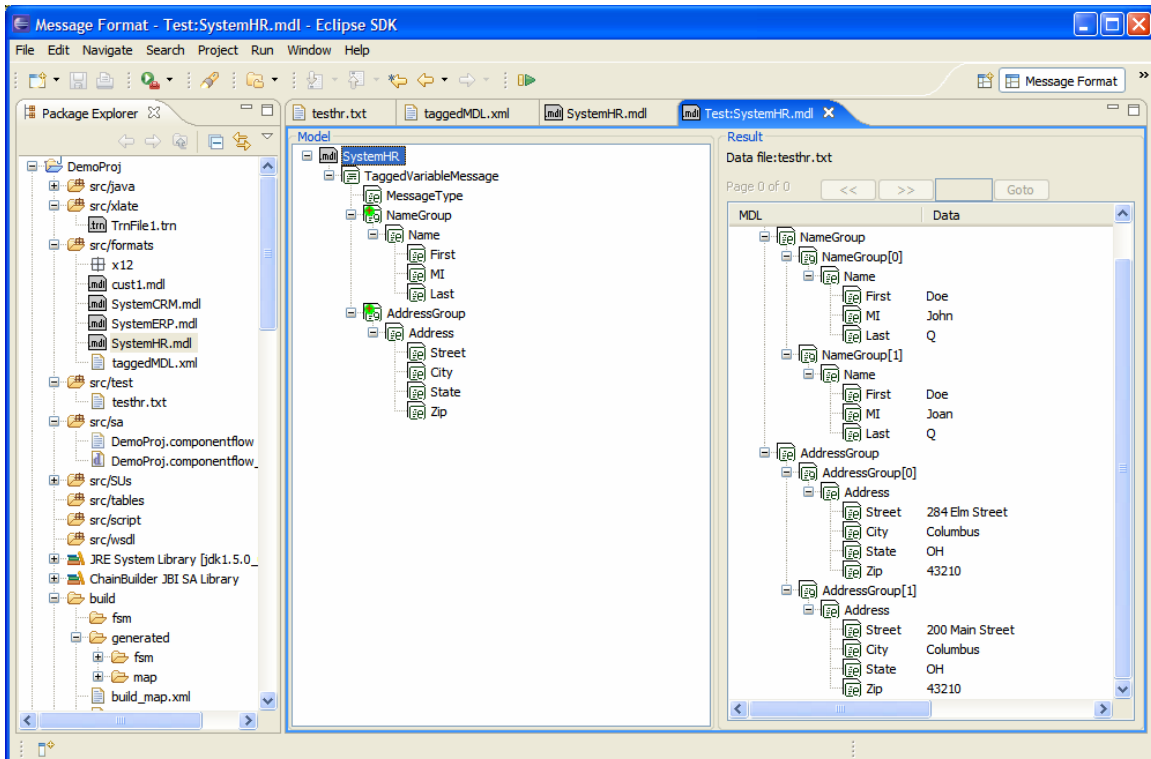 Message Format - Test:SystemHR.mdl - Eclipse SDK
File Edit Navigate Search Project Run Window Help
Message Format
»
Package Explorer
DemoProj
src/java
src/xlate
TrnFile1.trn
src/formats
x12
cust1.mdl
SystemCRM.mdl
SystemERP.mdl
SystemHR.mdl
taggedMDL.xml
src/test
testhr.txt
src/sa
DemoProj.componentflow
DemoProj.componentflow_
src/SUs
src/tables
src/script
src/wsdl
JRE System Library [jdk1.5.0_
ChainBuilder JBI SA Library
build
fsm
generated
fsm
map
build_map.xml
testhr.txt taggedMDL.xml SystemHR.mdl Test:SystemHR.mdl
Model
SystemHR
TaggedVariableMessage
MessageType
NameGroup
Name
First
MI
Last
AddressGroup
Address
Street
City
State
Zip
Result
Data file:testhr.txt
Page 0 of 0 << >> Goto
MDL Data
NameGroup
NameGroup[0]
Name
First Doe
MI John
Last Q
NameGroup[1]
Name
First Doe
MI Joan
Last Q
AddressGroup
AddressGroup[0]
Address
Street 284 Elm Street
City Columbus
State OH
Zip 43210
AddressGroup[1]
Address
Street 200 Main Street
City Columbus
State OH
Zip 43210